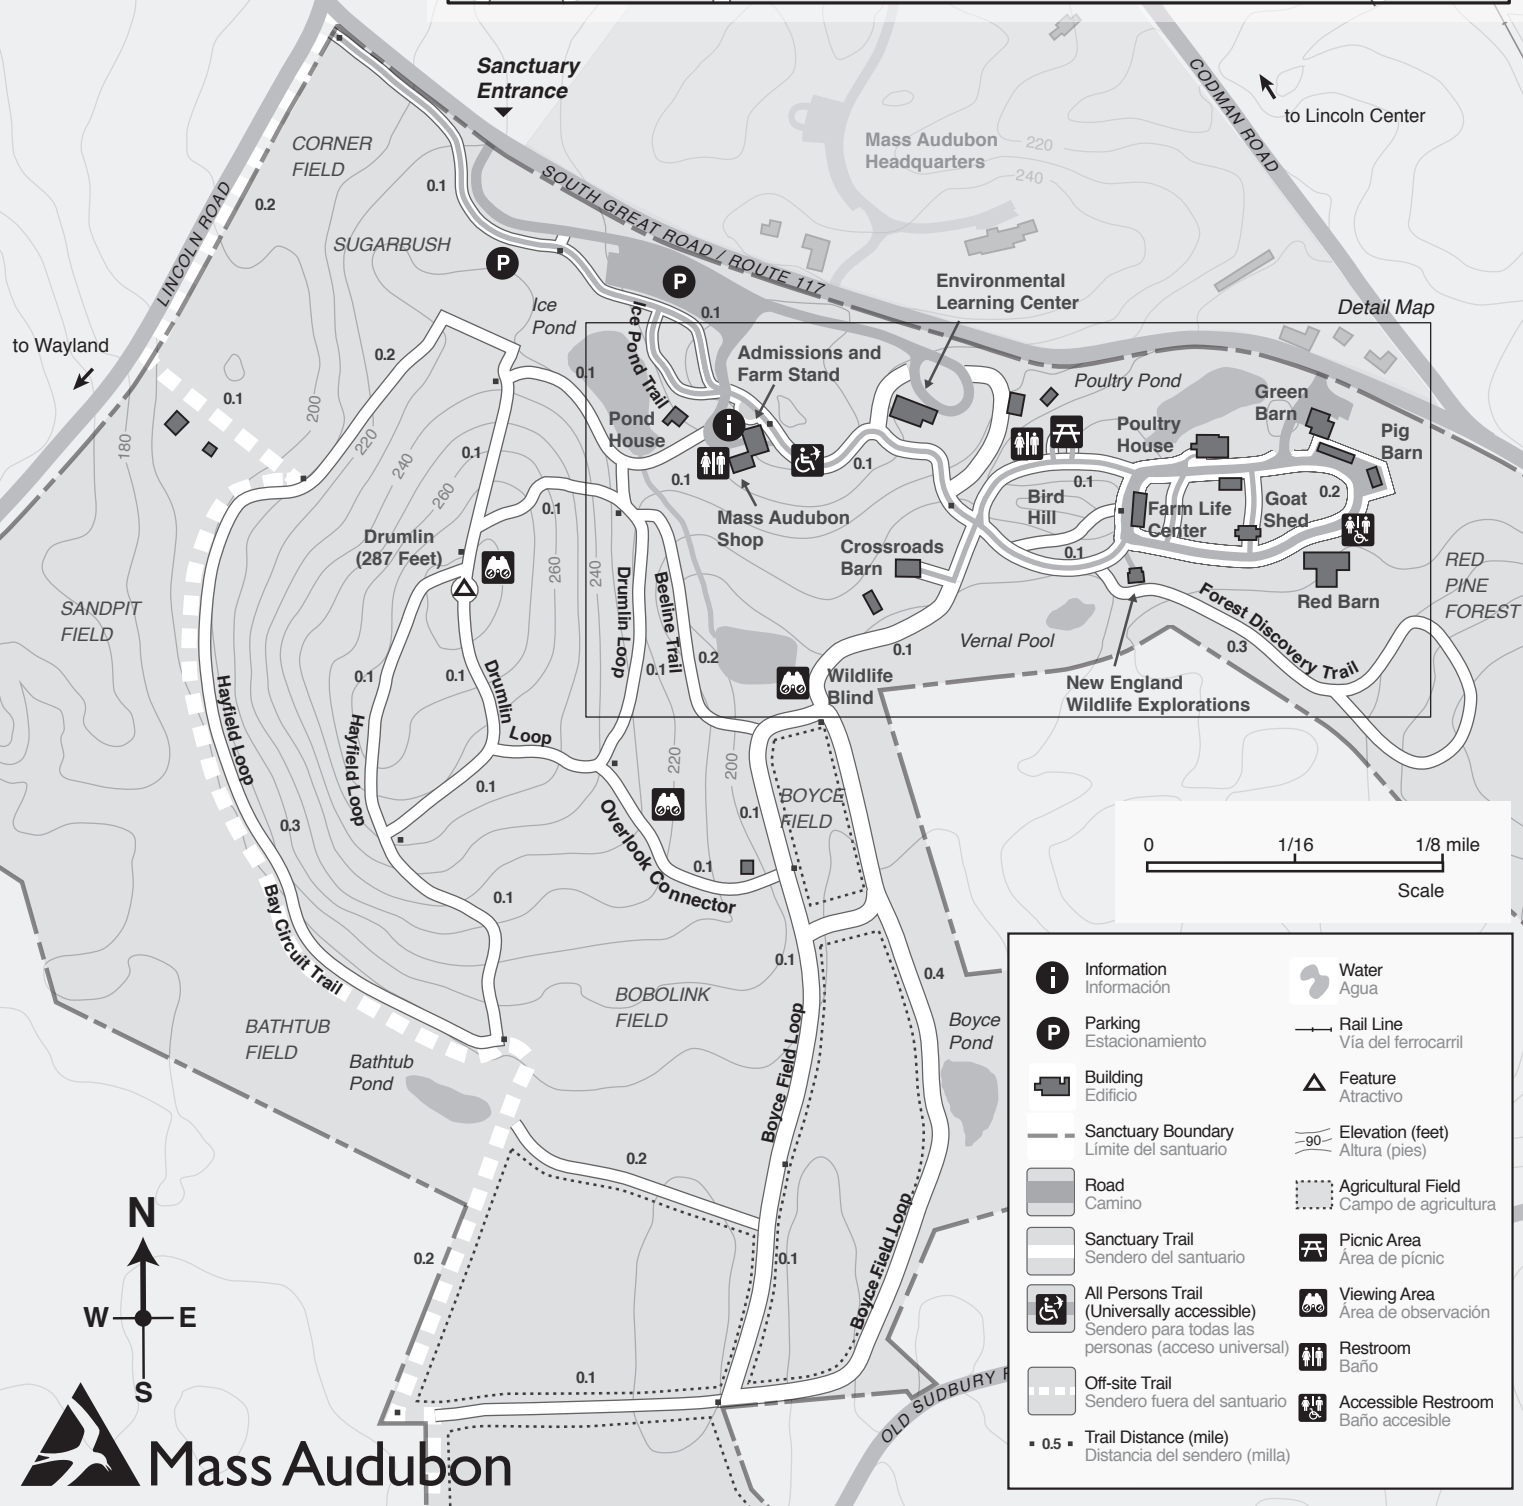 Sanctuary
Entrance
CODMAN ROAD
to Lincoln Center
CORNER
FIELD
Mass Audubon
Headquarters
220
240
0.1
LINCOLN ROAD
0.2
SOUTH GREAT ROAD / ROUTE 117
SUGARBUSH
P
P
Environmental
Learning Center
Ice
Pond
Detail Map
0.1
to Wayland
0.2
Ice Pond Trail
Admissions and
Farm Stand
0.1
Poultry Pond
0.1
200
Green
Barn
180
220
Pond
House
i
Poultry
House
Pig
Barn
240
0.1
0.1
0.1
0.1
0.2
260
0.1
Bird
Hill
Farm Life
Center
Goat
Shed
Mass Audubon
Shop
Drumlin
(287 Feet)
Crossroads
Barn
0.1
260
240
RED
PINE
FOREST
SANDPIT
FIELD
Drumlin Loop
Beeline Trail
Red Barn
Forest Discovery Trail
Vernal Pool
0.1
0.3
0.1
0.1
0.1
0.2
Wildlife
Blind
New England
Wildlife Explorations
Hayfield Loop
Hayfield Loop
Drumlin Loop
220
200
0.1
0.1
BOYCE
FIELD
0.3
Overlook Connector
0.1
0 1/16 1/8 mile
Scale
0.1
Bay Circuit Trail
0.1
0.4
BOBOLINK
FIELD
BATHTUB
FIELD
Bathtub
Pond
Boyce
Pond
Boyce Field Loop
0.2
Boyce Field Loop
0.2
0.1
0.1
OLD SUDBURY R
N
W E
S
Mass Audubon
Information
Información
P
Parking
Estacionamiento
Building
Edificio
Sanctuary Boundary
Límite del santuario
Road
Camino
Sanctuary Trail
Sendero del santuario
All Persons Trail
(Universally accessible)
Sendero para todas las
personas (acceso universal)
Off-site Trail
Sendero fuera del santuario
0.5
Trail Distance (mile)
Distancia del sendero (milla)
Water
Agua
Rail Line
Vía del ferrocarril
Feature
Atractivo
90
Elevation (feet)
Altura (pies)
Agricultural Field
Campo de agricultura
Picnic Area
Área de pícnic
Viewing Area
Área de observación
Restroom
Baño
Accessible Restroom
Baño accesible